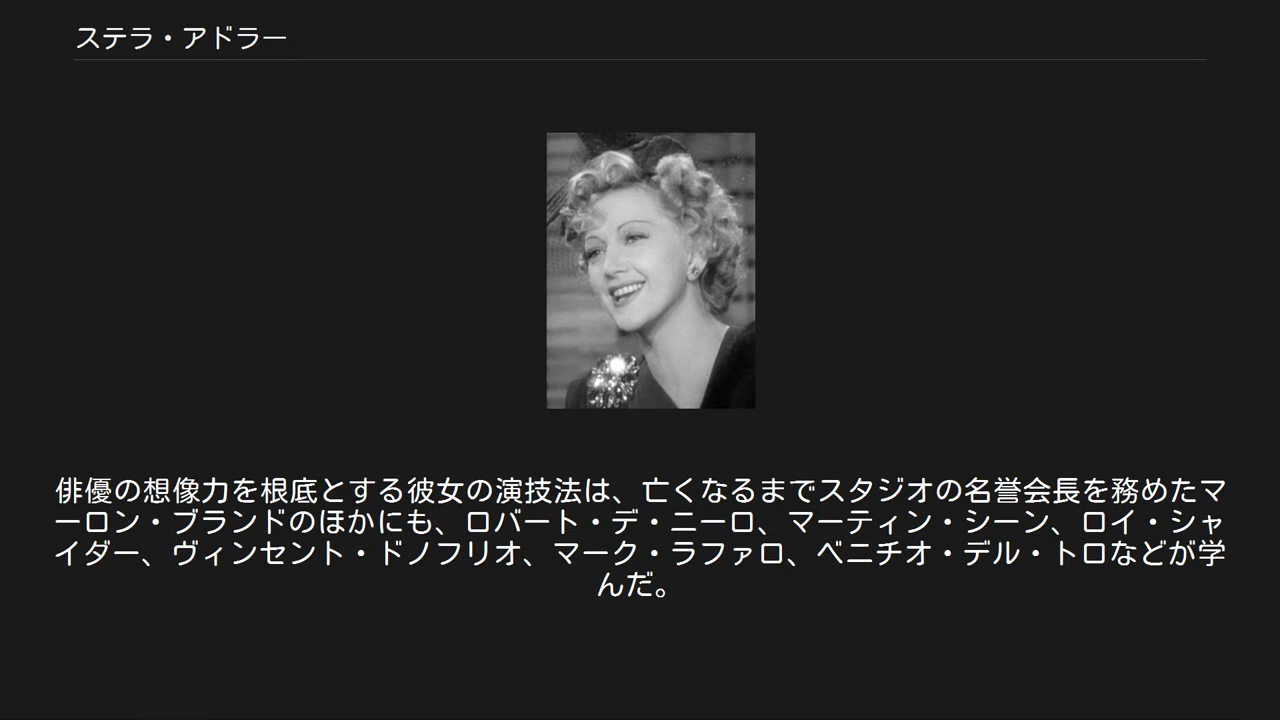 ステラ・アドラー
俳優の想像力を根底とする彼女の演技法は、亡くなるまでスタジオの名誉会長を務めたマ
ーロン・ブランドのほかにも、ロバート・デ・ニーロ、マーティン・シーン、ロイ・シャ
イダー、ヴィンセント・ドノフリオ、マーク・ラファロ、ベニチオ・デル・トロなどが学
んだ。